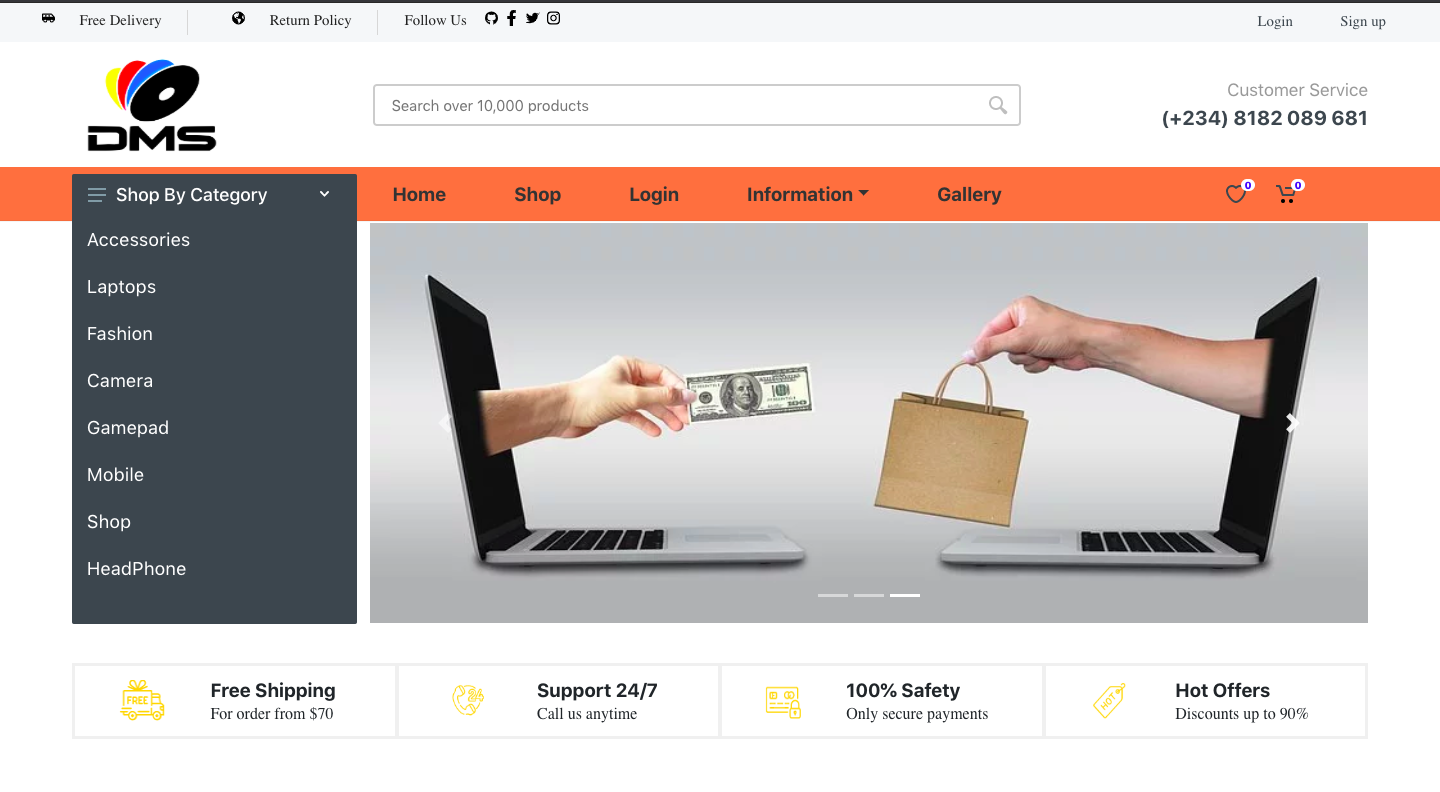 Free Delivery
Return Policy
Follow Us
Login
Sign up
DMS
Search over 10,000 products
Customer Service
(+234) 8182 089 681
Shop By Category
Home
Shop
Login
Information
Gallery
0
0
Accessories
Laptops
Fashion
Camera
Gamepad
Mobile
Shop
HeadPhone
100
FREE
Free Shipping
For order from $70
Support 24/7
Call us anytime
100% Safety
Only secure payments
HOT
Hot Offers
Discounts up to 90%